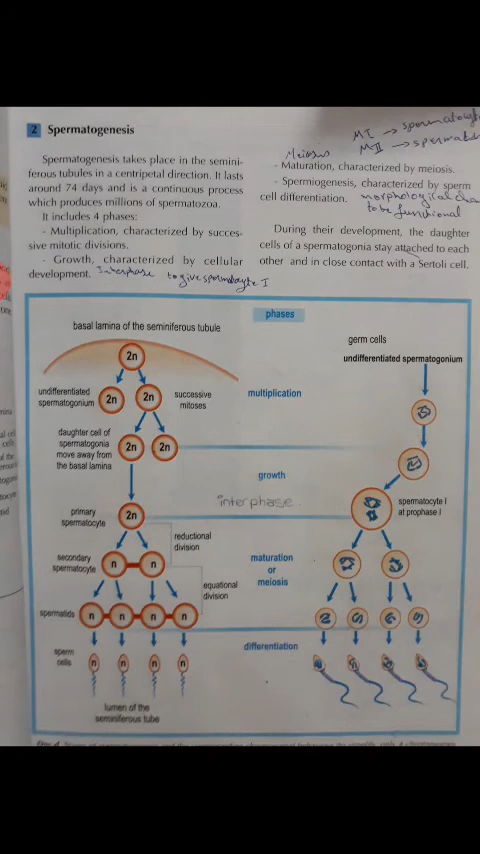 2 Spermatogenesis
Spermatogenesis takes place in the semini-
ferous tubules in a centripetal direction. It lasts
around 74 days and is a continuous process
which produces millions of spermatozoa.
It includes 4 phases:
- Multiplication, characterized by succes-
sive mitotic divisions.
- Growth, characterized by cellular
development. Interphase to give spermatocyte I
MI → spermatocyte
MII → spermatid
Meiosis
- Maturation, characterized by meiosis.
- Spermiogenesis, characterized by sperm
cell differentiation. morphological cha
to be functional
During their development, the daughter
cells of a spermatogonia stay attached to each
other and in close contact with a Sertoli cell.
phases
basal lamina of the seminiferous tubule
germ cells
undifferentiated spermatogonium
2n
undifferentiated
spermatogonium
2n 2n
successive
mitoses
multiplication
daughter cell of
spermatogonia
move away from
the basal lamina
2n 2n
growth
interphase
primary
spermatocyte
2n
spermatocyte I
at prophase I
reductional
division
secondary
spermatocyte
n n
maturation
or
meiosis
equational
division
spermatids
n n n n
differentiation
sperm
cells
n n n n
lumen of the
seminiferous tube